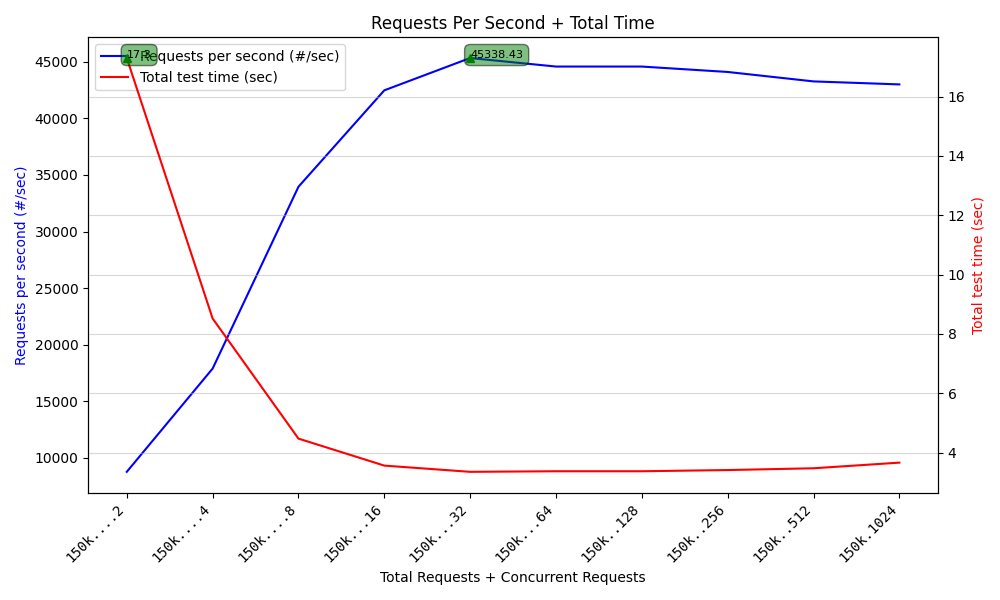 Requests Per Second + Total Time
17.3
45338.43
Requests per second (#/sec)
Total test time (sec)
45000
40000
35000
30000
25000
20000
15000
10000
Requests per second (#/sec)
16
14
12
10
8
6
4
Total test time (sec)
150k....2
150k....4
150k....8
150k...16
150k...32
150k...64
150k..128
150k..256
150k..512
150k.1024
Total Requests + Concurrent Requests